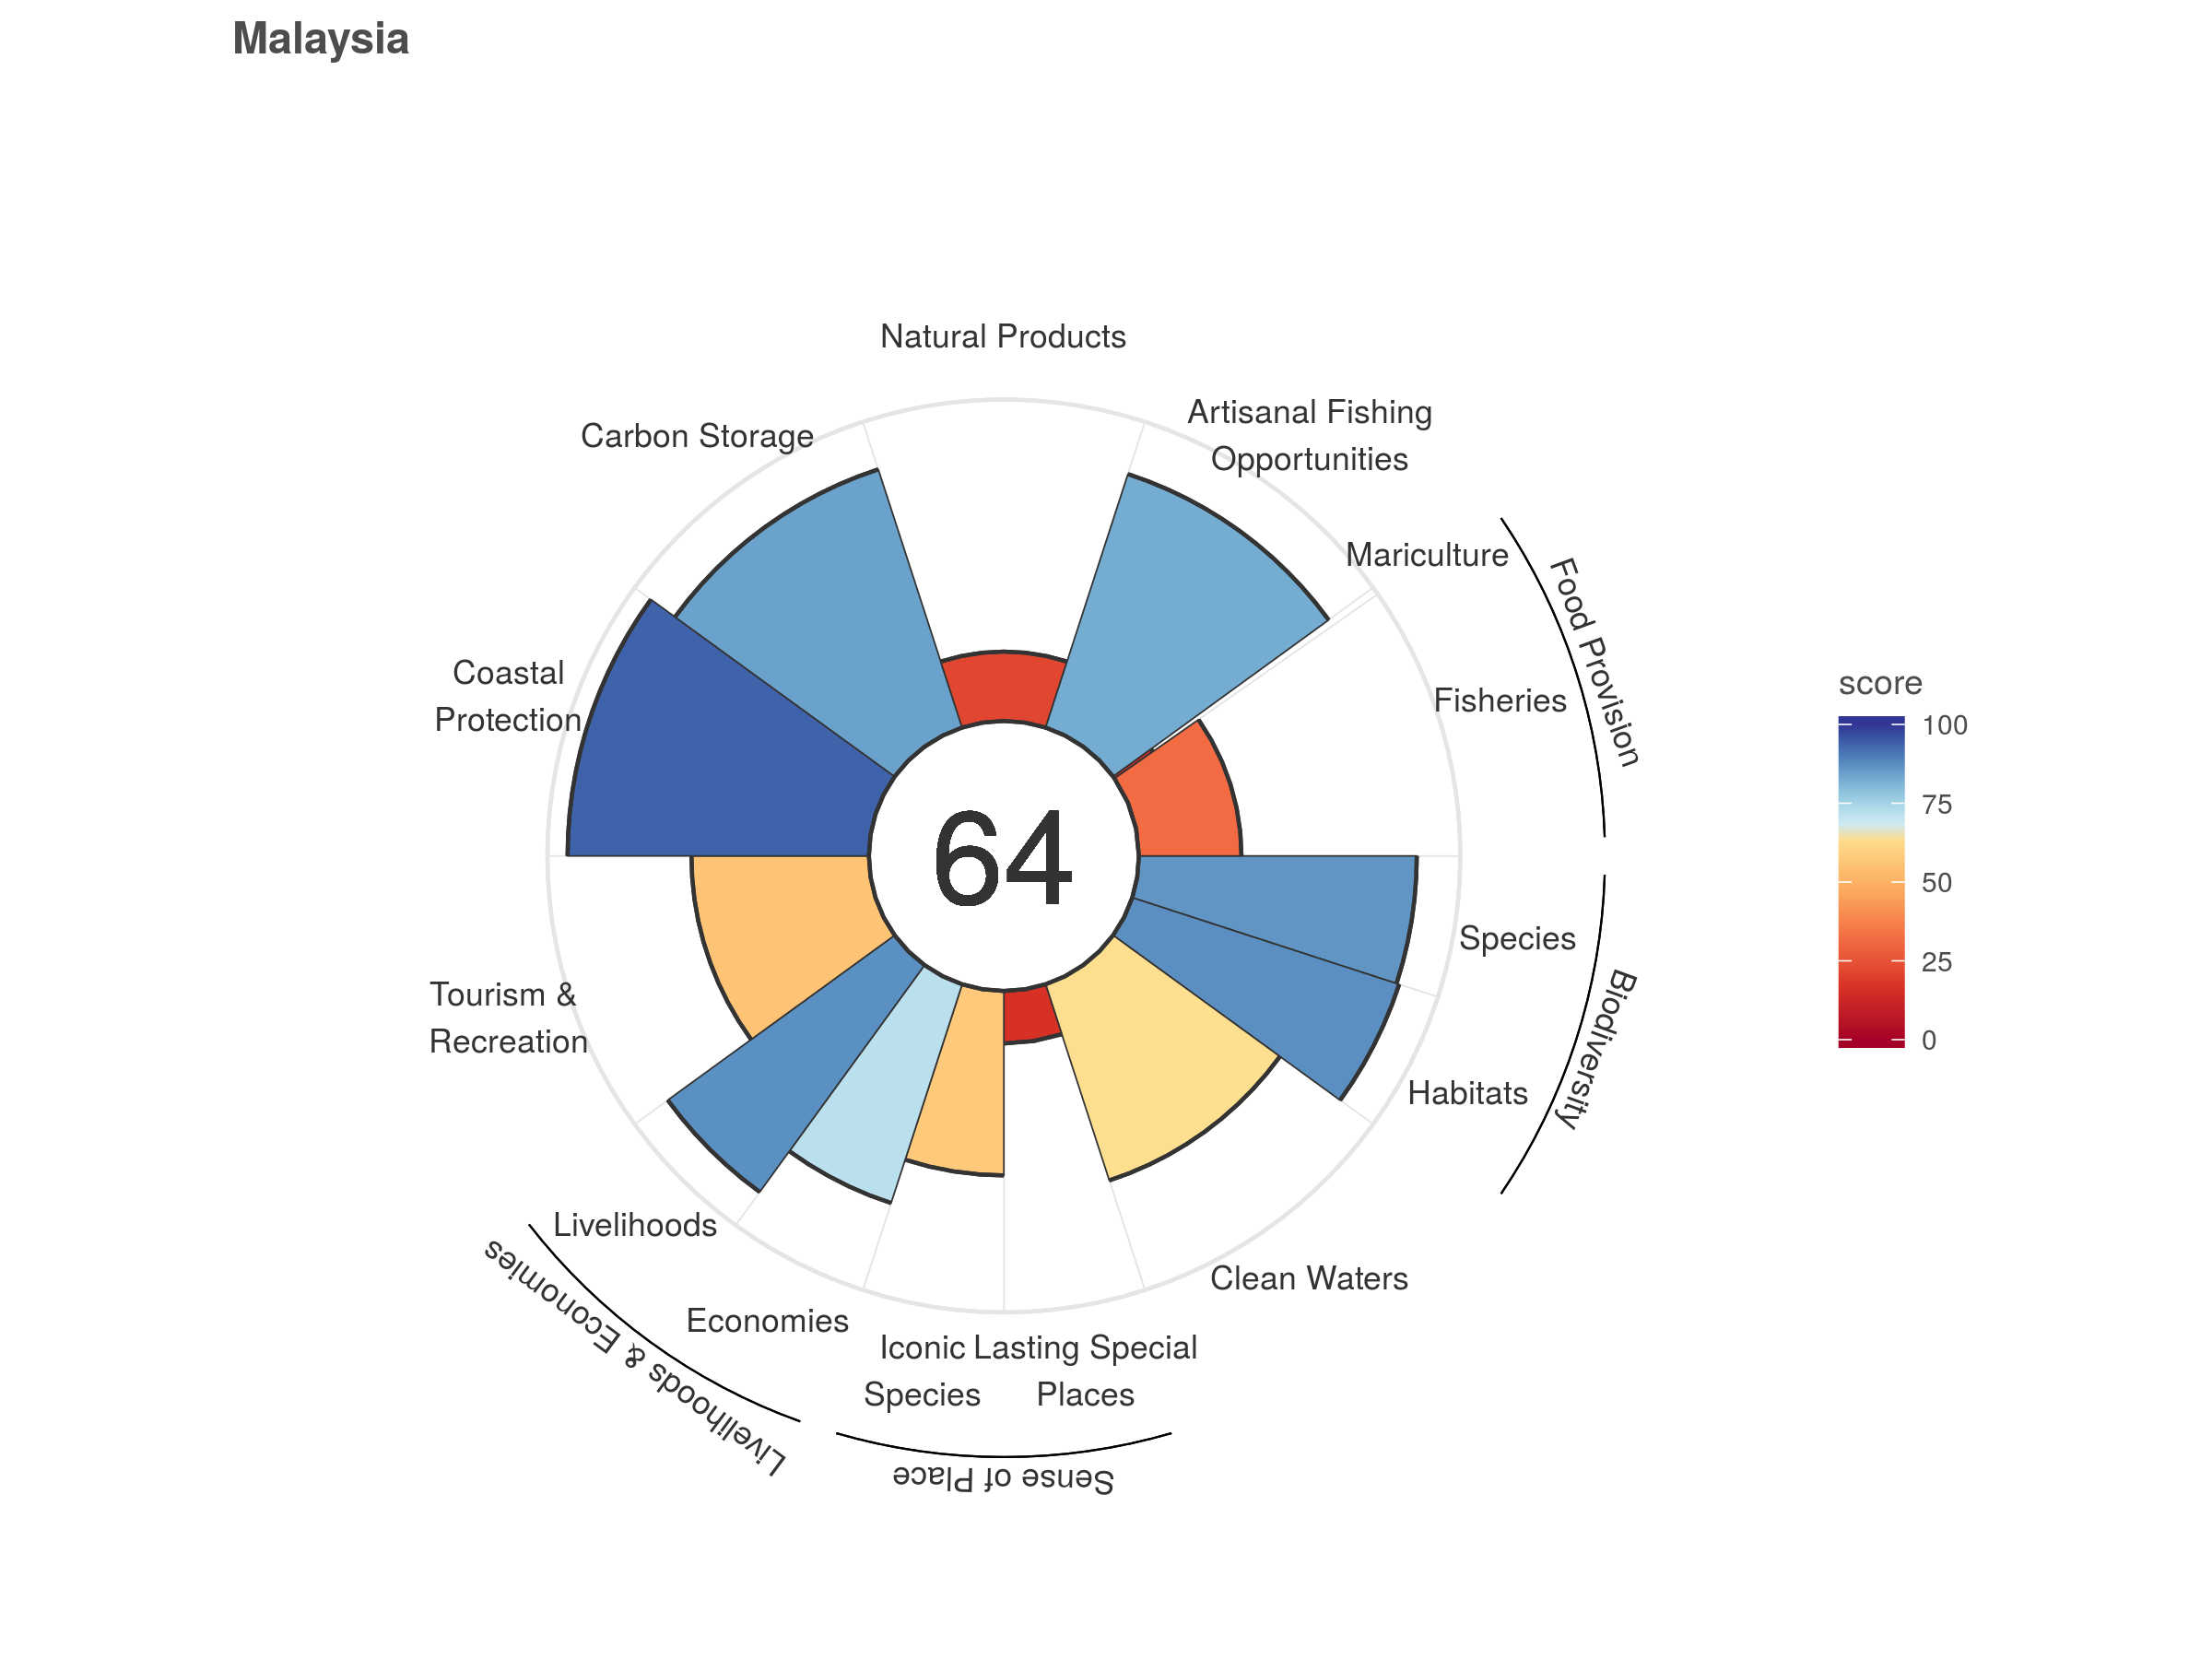 Malaysia
Natural Products
Artisanal Fishing
Opportunities
Carbon Storage
Mariculture
Food Provision
Fisheries
Coastal
Protection
score
100
75
50
25
0
64
Species
Biodiversity
Habitats
Tourism &
Recreation
Livelihoods
Livelihoods & Economies
Economies
Clean Waters
Iconic
Species
Lasting Special
Places
Sense of Place